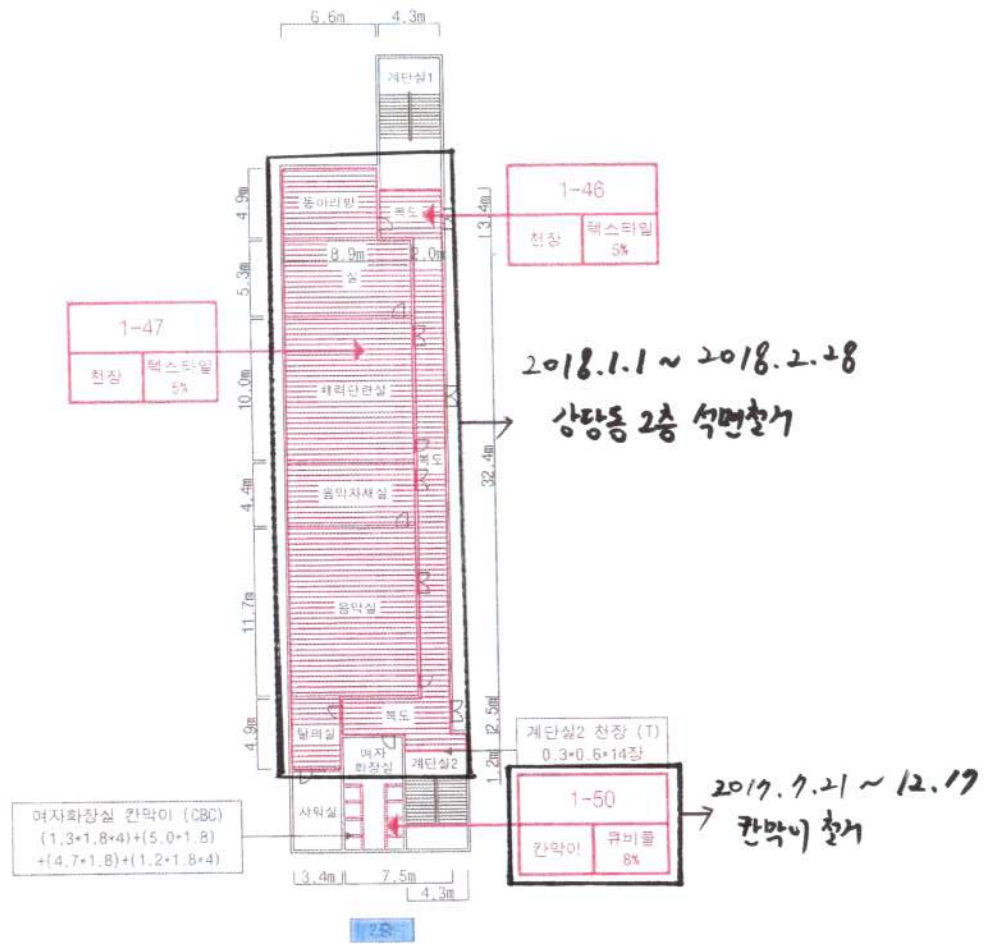 6.6m
4.3m
계단실1
4.9m
동아리방
복도
3.4m
1-46
천장
텍스타일
5%
8.9m
2.0m
실
5.3m
1-47
천장
텍스타일
5%
10.0m
체력단련실
복도
32.4m
2018.1.1 ~ 2018.2.28
2층 석면철거
4.4m
음악자재실
11.7m
음악실
복도
2.5m
4.9m
탈의실
여자
화장실
계단실2
1.2m
계단실2 천장 (T)
0.3*0.6*14장
샤워실
여자화장실 칸막이 (CBC)
(1.3*1.8*4)+(5.0*1.8)
+(4.7*1.8)+(1.2*1.8*4)
1-50
칸막이
큐비클
8%
2017.7.21 ~ 12.17
칸막이 철거
3.4m
7.5m
4.3m
2층